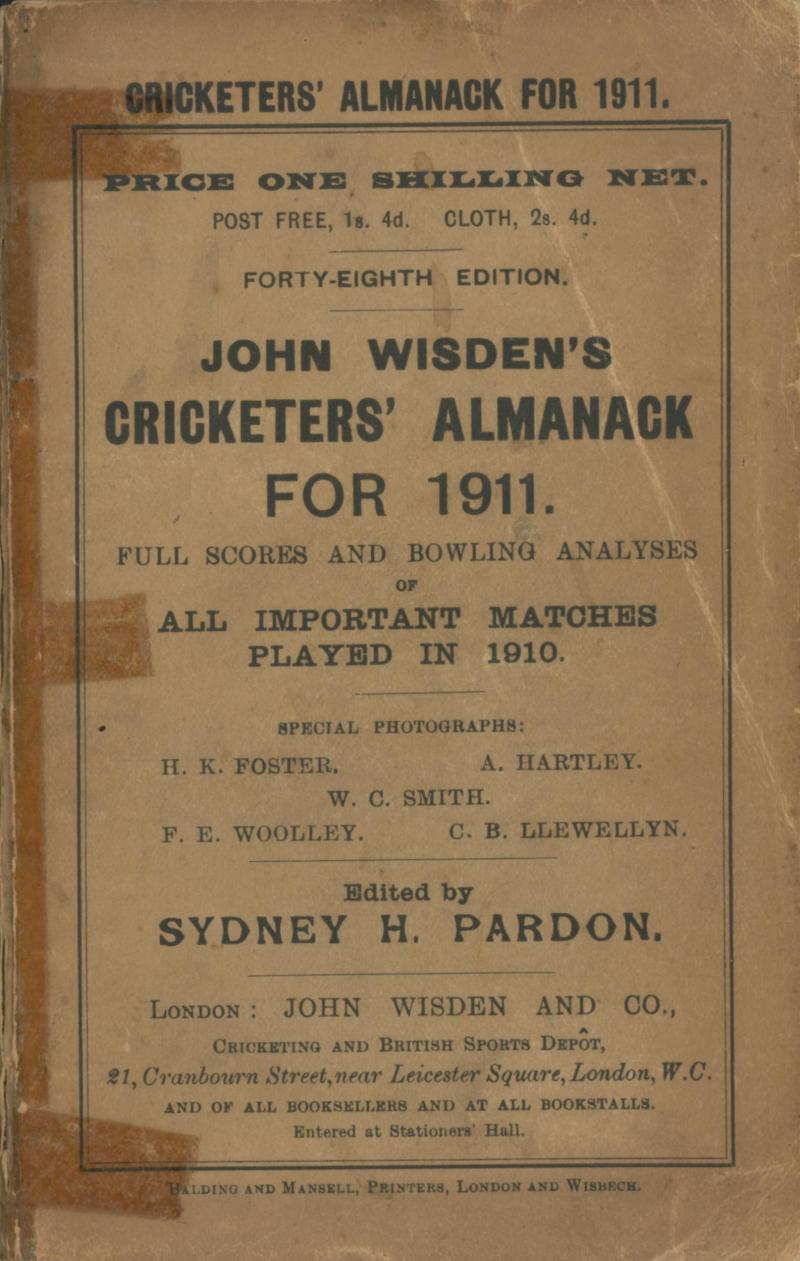 CRICKETERS' ALMANACK FOR 1911.
PRICE ONE SHILLING NET.
POST FREE, 1s. 4d. CLOTH, 2s. 4d.
FORTY-EIGHTH EDITION.
JOHN WISDEN'S
CRICKETERS' ALMANACK
FOR 1911.
FULL SCORES AND BOWLING ANALYSES
OF
ALL IMPORTANT MATCHES
PLAYED IN 1910.
SPECIAL PHOTOGRAPHS:
H. K. FOSTER. A. HARTLEY.
W. C. SMITH.
F. E. WOOLLEY. C. B. LLEWELLYN.
Edited by
SYDNEY H. PARDON.
LONDON: JOHN WISDEN AND CO.,
CRICKETING AND BRITISH SPORTS DEPÔT,
21, Cranbourn Street, near Leicester Square, London, W.C.
AND OF ALL BOOKSELLERS AND AT ALL BOOKSTALLS.
Entered at Stationers' Hall.
BALDING AND MANSELL, PRINTERS, LONDON AND WISBECH.